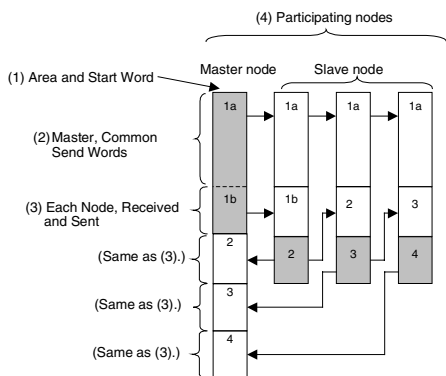 (4) Participating nodes
(1) Area and Start Word
Master node
Slave node
1a
1a
1a
1a
(2) Master, Common
Send Words
(3) Each Node, Received
and Sent
1b
1b
2
3
(Same as (3).)
2
2
3
4
(Same as (3).)
3
(Same as (3).)
4